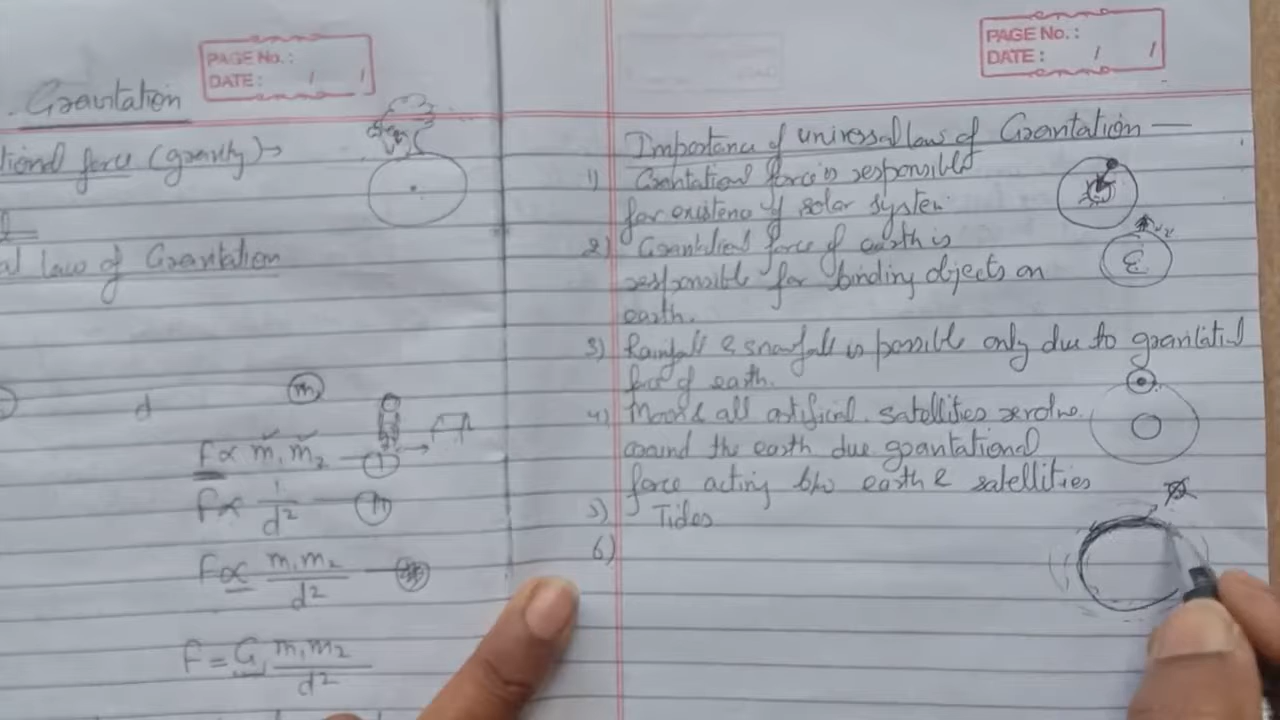 PAGE No. :
DATE : / /
Gravitation
tional force (gravity) →
al law of Gravitation
d
m
F ∝ m1 m2 — (I)
F ∝ 1/d²
F ∝ m1 m2/d²
F = G m1 m2/d²
PAGE No. :
DATE : / /
Importance of universal law of Gravitation —
1) Gravitational force is responsible
for existence of solar system
2) Gravitational force of earth is
responsible for binding objects on
earth.
3) Rainfall & snowfall is possible only due to gravitational
force of earth.
4) Moon & all artificial satellities revolve
around the earth due gravitational
force acting b/w earth & satellities
5) Tides
6)
E